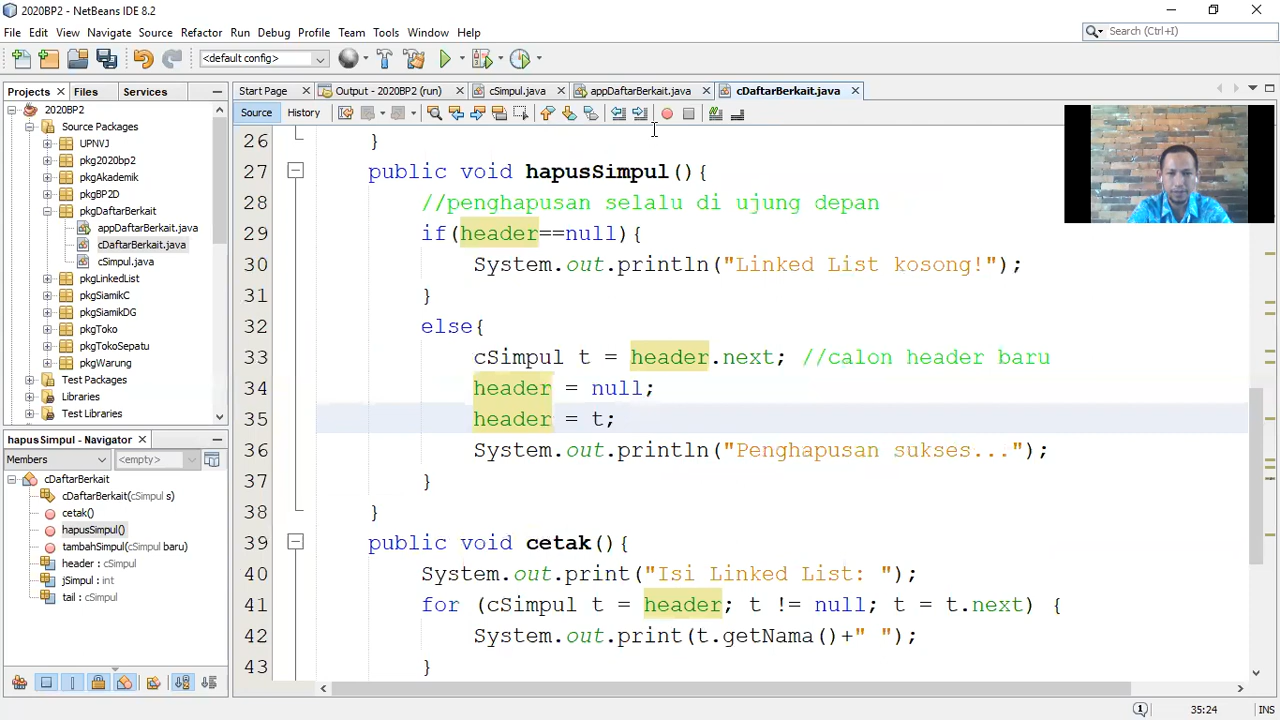 2020BP2 - NetBeans IDE 8.2
File Edit View Navigate Source Refactor Run Debug Profile Team Tools Window Help
Search (Ctrl+I)
<default config>
Projects Files Services
Start Page Output - 2020BP2 (run) cSimpul.java appDaftarBerkait.java cDaftarBerkait.java
Source History
2020BP2
Source Packages
UPNVJ
pkg2020bp2
pkgAkademik
pkgBP2D
pkgDaftarBerkait
appDaftarBerkait.java
cDaftarBerkait.java
cSimpul.java
pkgLinkedList
pkgSiamikC
pkgSiamikDG
pkgToko
pkgTokoSepatu
pkgWarung
Test Packages
Libraries
Test Libraries
hapusSimpul - Navigator
Members <empty>
cDaftarBerkait
cDaftarBerkait(cSimpul s)
cetak()
hapusSimpul()
tambahSimpul(cSimpul baru)
header : cSimpul
jSimpul : int
tail : cSimpul
26 }
27 public void hapusSimpul(){
28 //penghapusan selalu di ujung depan
29 if(header==null){
30 System.out.println("Linked List kosong!");
31 }
32 else{
33 cSimpul t = header.next; //calon header baru
34 header = null;
35 header = t;
36 System.out.println("Penghapusan sukses...");
37 }
38 }
39 public void cetak(){
40 System.out.print("Isi Linked List: ");
41 for (cSimpul t = header; t != null; t = t.next) {
42 System.out.print(t.getNama()+" ");
43 }
35:24 INS